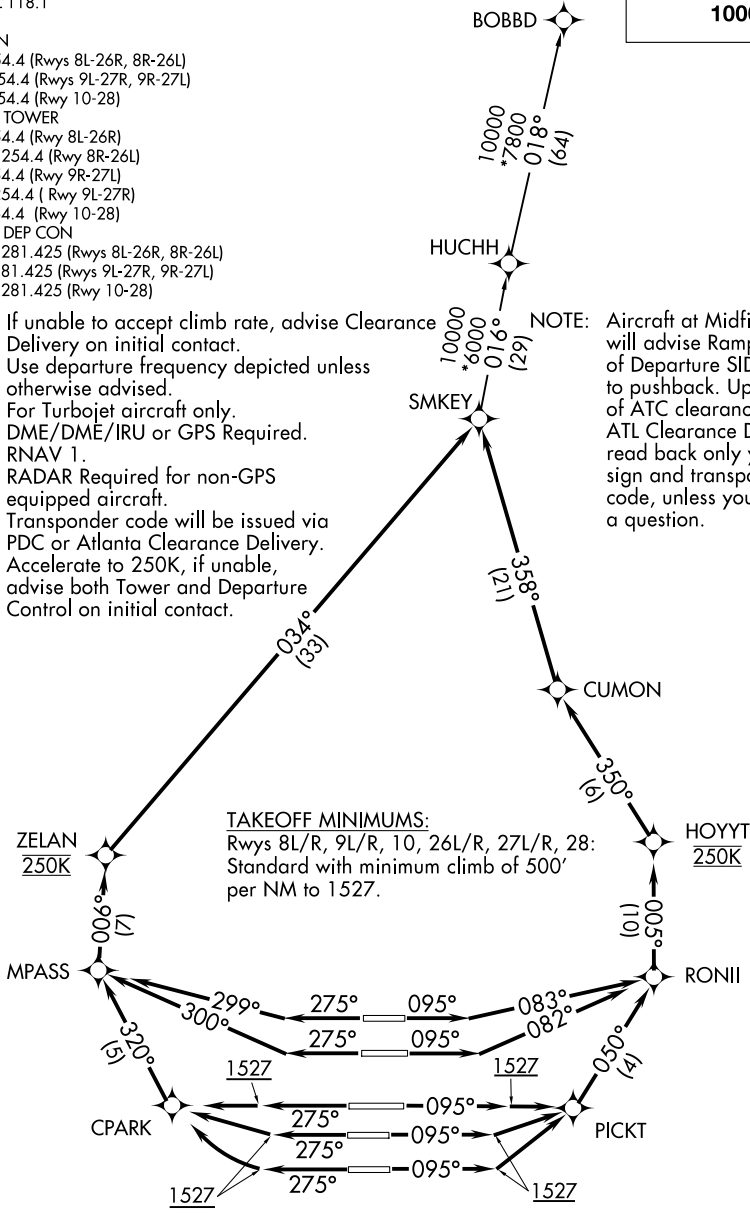 118.1
1000
BOBBD
N
4.4 (Rwys 8L-26R, 8R-26L)
54.4 (Rwys 9L-27R, 9R-27L)
54.4 (Rwy 10-28)
TOWER
4.4 (Rwy 8L-26R)
254.4 (Rwy 8R-26L)
4.4 (Rwy 9R-27L)
54.4 ( Rwy 9L-27R)
4.4 (Rwy 10-28)
DEP CON
281.425 (Rwys 8L-26R, 8R-26L)
81.425 (Rwys 9L-27R, 9R-27L)
281.425 (Rwy 10-28)
10000
*7800
018°
(64)
HUCHH
If unable to accept climb rate, advise Clearance
Delivery on initial contact.
Use departure frequency depicted unless
otherwise advised.
For Turbojet aircraft only.
DME/DME/IRU or GPS Required.
RNAV 1.
RADAR Required for non-GPS
equipped aircraft.
Transponder code will be issued via
PDC or Atlanta Clearance Delivery.
Accelerate to 250K, if unable,
advise both Tower and Departure
Control on initial contact.
10000
*6000
016°
(29)
NOTE: Aircraft at Midfi
will advise Ramp
of Departure SID
to pushback. Up
of ATC clearanc
ATL Clearance D
read back only y
sign and transpo
code, unless you
a question.
SMKEY
034°
(33)
358°
(21)
CUMON
350°
(6)
TAKEOFF MINIMUMS:
Rwys 8L/R, 9L/R, 10, 26L/R, 27L/R, 28:
Standard with minimum climb of 500'
per NM to 1527.
ZELAN
250K
HOYYT
250K
006°
(7)
005°
(10)
MPASS
RONII
299°
275°
095°
083°
300°
275°
095°
082°
320°
(5)
050°
(4)
1527
1527
CPARK
275°
095°
PICKT
275°
095°
275°
095°
1527
1527